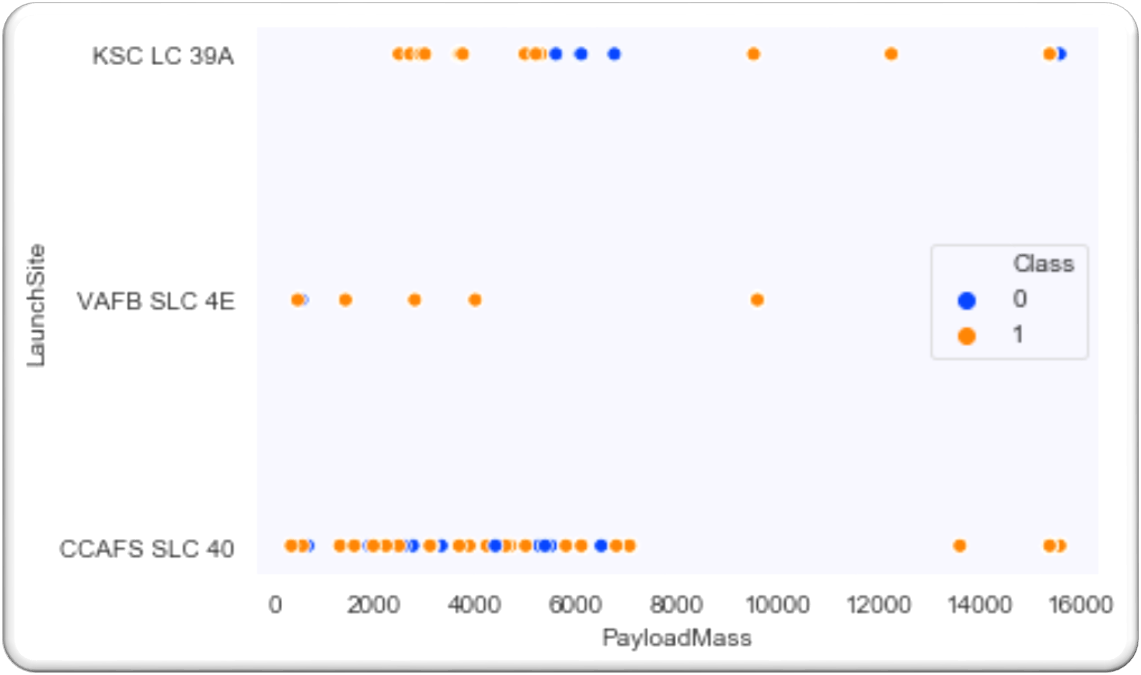 KSC LC 39A
VAFB SLC 4E
CCAFS SLC 40
LaunchSite
Class
0
1
0 2000 4000 6000 8000 10000 12000 14000 16000
PayloadMass